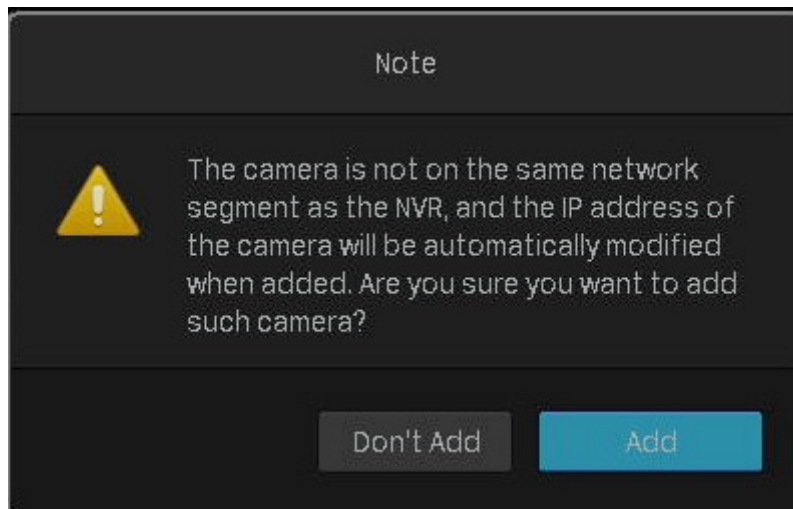 Note
The camera is not on the same network
segment as the NVR, and the IP address of
the camera will be automatically modified
when added. Are you sure you want to add
such camera?
Don't Add
Add